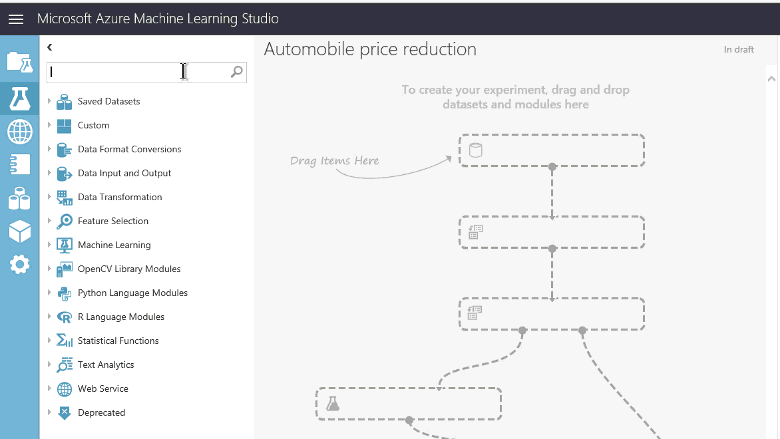 Microsoft Azure Machine Learning Studio
Automobile price reduction
In draft
Saved Datasets
Custom
Data Format Conversions
Data Input and Output
Data Transformation
Feature Selection
Machine Learning
OpenCV Library Modules
Python Language Modules
R Language Modules
Statistical Functions
Text Analytics
Web Service
Deprecated
To create your experiment, drag and drop
datasets and modules here
Drag Items Here